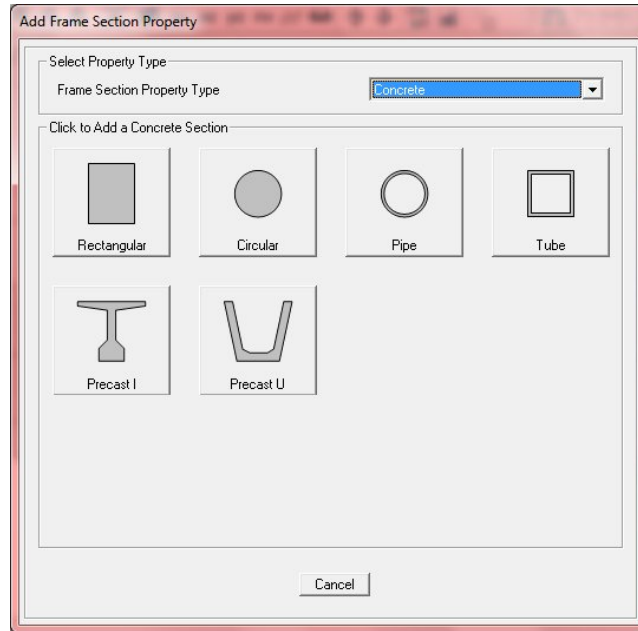 Add Frame Section Property
Select Property Type
Frame Section Property Type
Concrete
Click to Add a Concrete Section
Rectangular
Circular
Pipe
Tube
Precast I
Precast U
Cancel